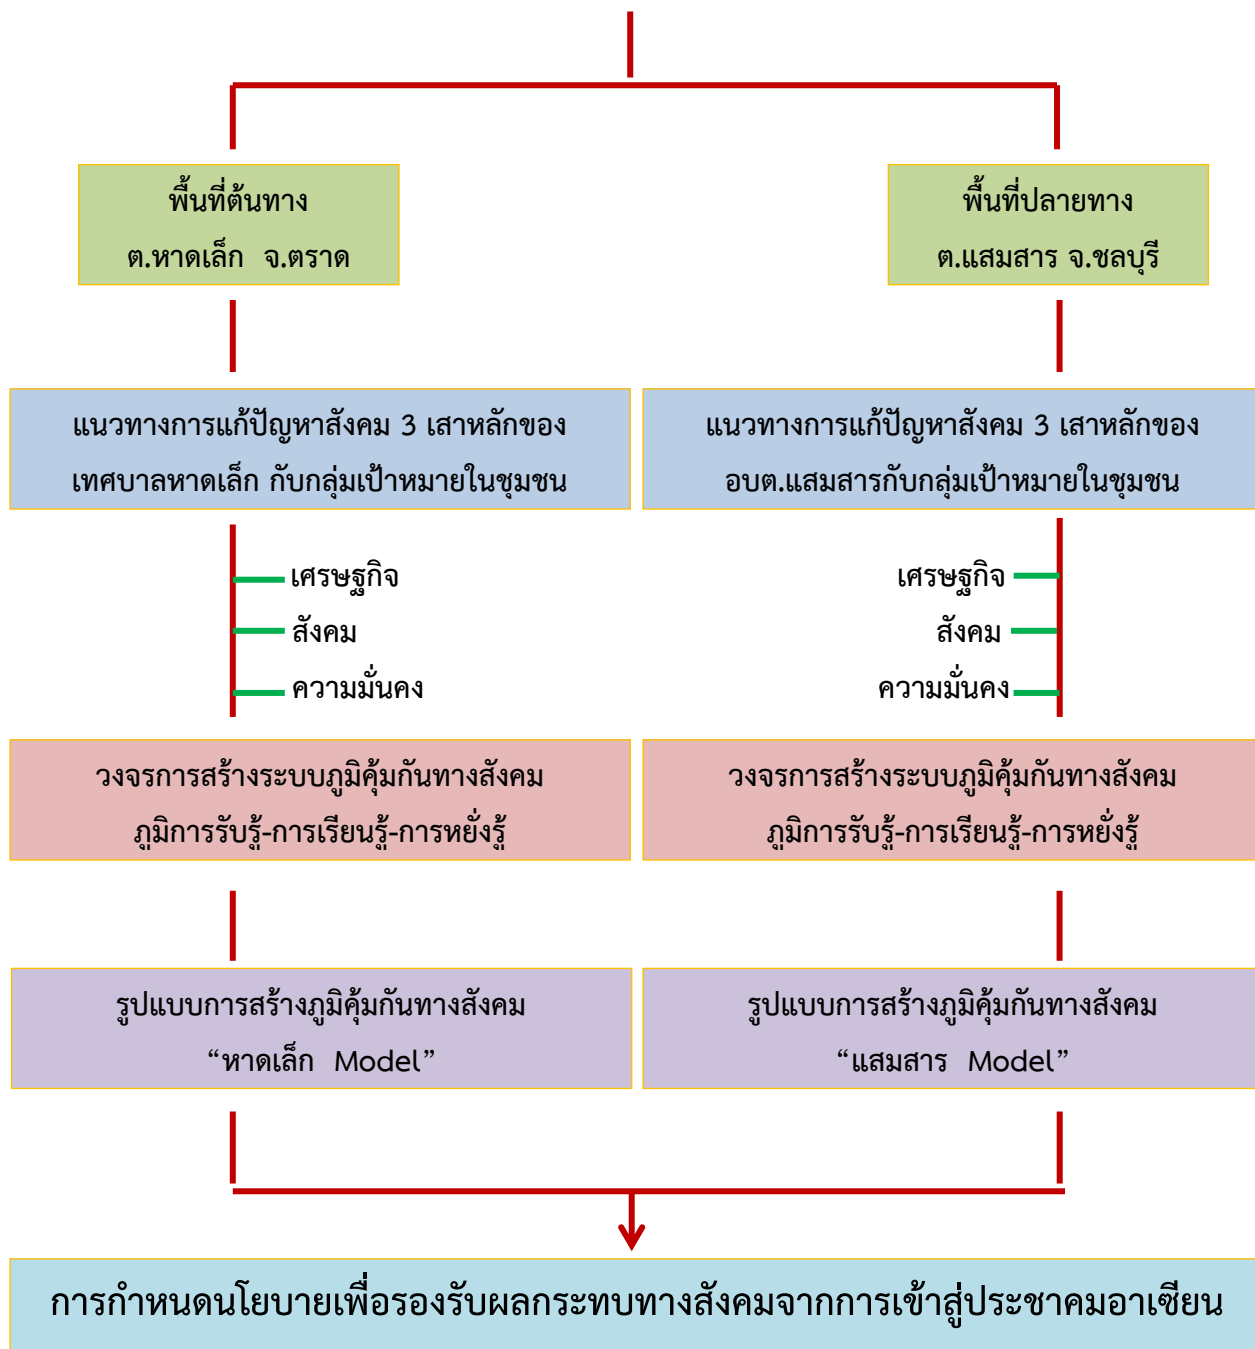 พื้นที่ต้นทาง
ต.หาดเล็ก จ.ตราด
พื้นที่ปลายทาง
ต.แสมสาร จ.ชลบุรี
แนวทางการแก้ปัญหาสังคม 3 เสาหลักของ
เทศบาลหาดเล็ก กับกลุ่มเป้าหมายในชุมชน
แนวทางการแก้ปัญหาสังคม 3 เสาหลักของ
อบต.แสมสารกับกลุ่มเป้าหมายในชุมชน
เศรษฐกิจ
สังคม
ความมั่นคง
เศรษฐกิจ
สังคม
ความมั่นคง
วงจรการสร้างระบบภูมิคุ้มกันทางสังคม
ภูมิการรับรู้-การเรียนรู้-การหยั่งรู้
วงจรการสร้างระบบภูมิคุ้มกันทางสังคม
ภูมิการรับรู้-การเรียนรู้-การหยั่งรู้
รูปแบบการสร้างภูมิคุ้มกันทางสังคม
“หาดเล็ก Model”
รูปแบบการสร้างภูมิคุ้มกันทางสังคม
“แสมสาร Model”
การกำหนดนโยบายเพื่อรองรับผลกระทบทางสังคมจากการเข้าสู่ประชาคมอาเซียน